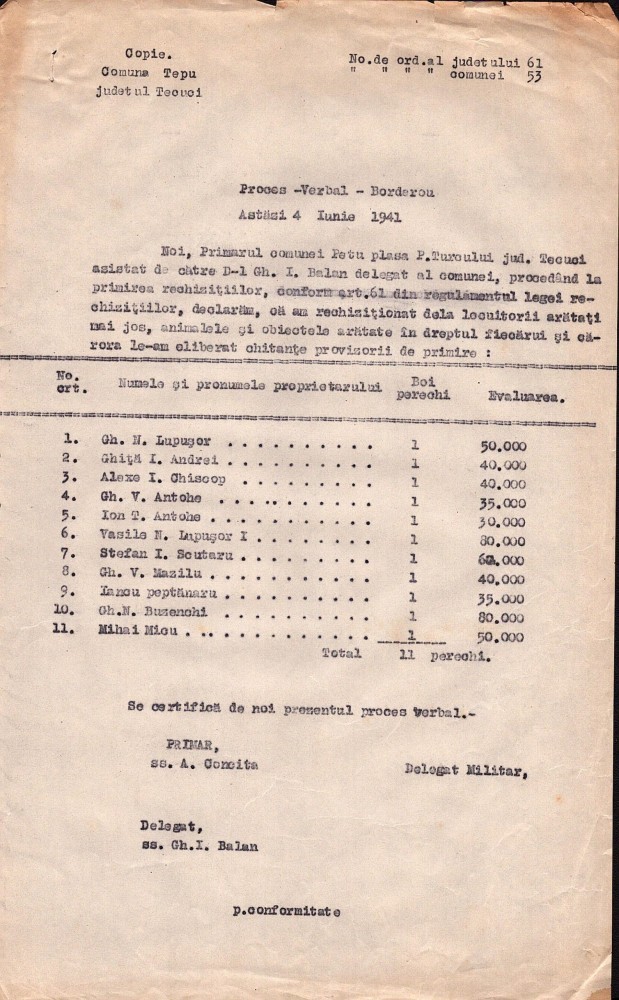 Copie.
Comuna Tepu
judetul Tecuci
No.de ord.al judetului 61
" " " " comunei 53
Proces -Verbal - Borderou
Astăzi 4 Iunie 1941
Noi, Primarul comunei Petu plasa P.Turcului jud. Tecuci
asistat de către D-l Gh. I. Balan delegat al comunei, procedând la
primirea rechizițiilor, conform art.61 din regulamentul legei re-
chizițiilor, declarăm, că am rechiziționat dela locuitorii arătați
mai jos, animalele și obiectele arătate în dreptul fiecărui și că-
rora le-am eliberat chitanțe provizorii de primire :
No. crt. Numele și pronumele proprietarului Boi perechi Evaluarea.
1. Gh. N. Lupușor . . . . . . . . . . 1 50.000
2. Ghiță I. Andrei . . . . . . . . . . 1 40.000
3. Alexe I. Chiscop . . . . . . . . . 1 40.000
4. Gh. V. Antohe . . . . . . . . . . 1 35.000
5. Ion T. Antohe . . . . . . . . . . 1 30.000
6. Vasile N. Lupușor I . . . . . . . . 1 80.000
7. Stefan I. Scutaru . . . . . . . . . 1 .000
8. Gh. V. Mazilu . . . . . . . . . . 1 40.000
9. Iancu peptănaru . . . . . . . . . 1 35.000
10. Gh.N. Buzenchi . . . . . . . . . 1 80.000
11. Mihai Micu . . . . . . . . . . . . 1 50.000
Total 11 perechi.
Se certifică de noi prezentul proces verbal.-
PRIMAR,
ss. A. Concita
Delegat Militar,
Delegat,
ss. Gh.I. Balan
p.conformitate